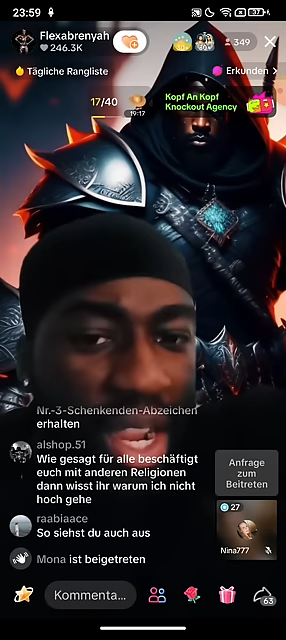 23:59
37
Flexabrenyah
246.3K
349
Tägliche Rangliste
Erkunden >
17/40
19:17
Kopf An Kopf
Knockout Agency
Nr.-3-Schenkenden-Abzeichen
erhalten
alshop.51
Wie gesagt für alle beschäftigt
euch mit anderen Religionen
dann wisst ihr warum ich nicht
hoch gehe
Anfrage
zum
Beitreten
raabiaace
So siehst du auch aus
27
Nina777
Mona ist beigetreten
Kommenta...
63